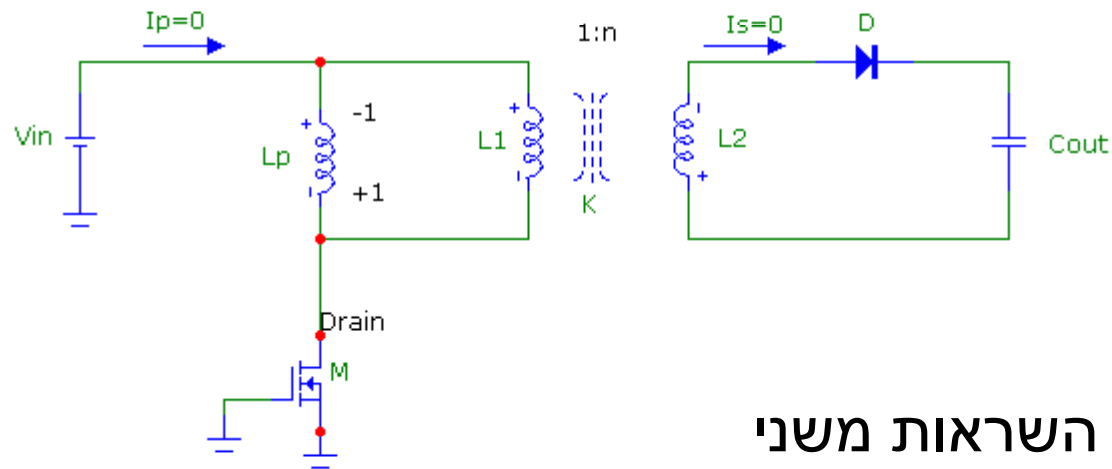 Ip=0
1:n
Is=0
D
Vin
+
-1
Lp
-
+1
+
L1
-
K
-
L2
+
Cout
Drain
M
השראות משני